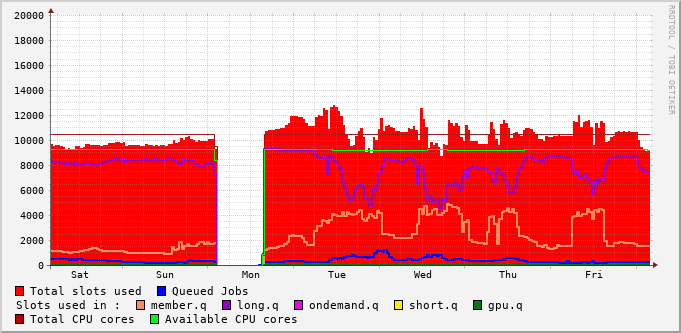 20000
18000
16000
14000
12000
10000
8000
6000
4000
2000
0
Sat Sun Mon Tue Wed Thu Fri
RRDTOOL / TOBI OETIKER
Total slots used Queued Jobs
Slots used in : member.q long.q ondemand.q short.q gpu.q
Total CPU cores Available CPU cores